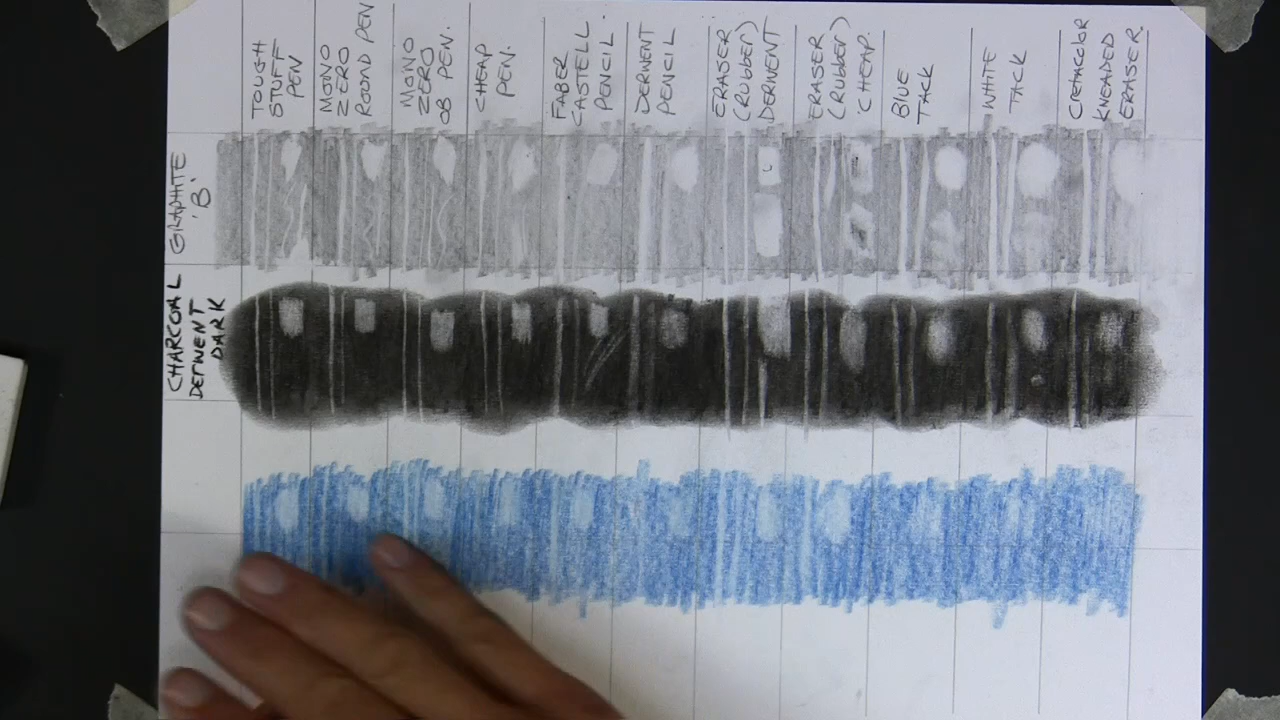 TOUGH
STUFF
PEN
MONO
ZERO
ROUND PEN
MONO
ZERO
OB PEN.
CHEAP
PEN.
FABER
CASTELL
PENCIL.
DERWENT
PENCIL
ERASER
(RUBBER)
DERWENT
ERASER
(RUBBER)
CHEAP.
BLUE
TACK
WHITE
TACK
CRETACOLOR
KNEADED
ERASER
GRAPHITE
'B'
CHARCOAL
DERWENT
DARK